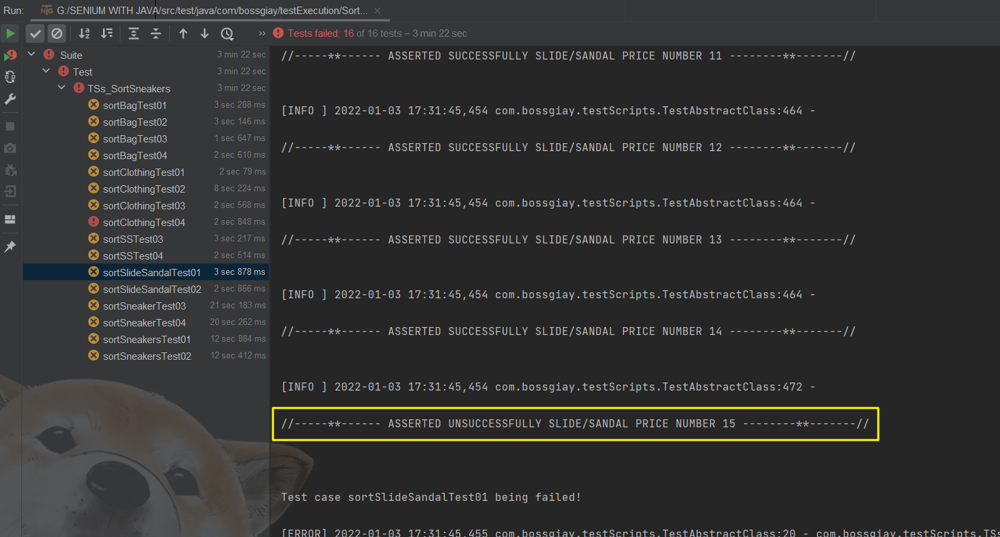 Run: NG G:/SENIUM WITH JAVA/src/test/java/com/bossgiay/testExecution/Sort...
Tests failed: 16 of 16 tests – 3 min 22 sec
Suite 3 min 22 sec
Test 3 min 22 sec
TSs_SortSneakers 3 min 22 sec
sortBagTest01 3 sec 288 ms
sortBagTest02 3 sec 146 ms
sortBagTest03 1 sec 647 ms
sortBagTest04 2 sec 610 ms
sortClothingTest01 2 sec 79 ms
sortClothingTest02 8 sec 224 ms
sortClothingTest03 2 sec 568 ms
sortClothingTest04 2 sec 848 ms
sortSSTest03 3 sec 217 ms
sortSSTest04 2 sec 514 ms
sortSlideSandalTest01 3 sec 878 ms
sortSlideSandalTest02 2 sec 866 ms
sortSneakerTest03 21 sec 183 ms
sortSneakerTest04 20 sec 262 ms
sortSneakersTest01 12 sec 884 ms
sortSneakersTest02 12 sec 412 ms
//-----**------ ASSERTED SUCCESSFULLY SLIDE/SANDAL PRICE NUMBER 11 --------**-------//
[INFO ] 2022-01-03 17:31:45,454 com.bossgiay.testScripts.TestAbstractClass:464 -
//-----**------ ASSERTED SUCCESSFULLY SLIDE/SANDAL PRICE NUMBER 12 --------**-------//
[INFO ] 2022-01-03 17:31:45,454 com.bossgiay.testScripts.TestAbstractClass:464 -
//-----**------ ASSERTED SUCCESSFULLY SLIDE/SANDAL PRICE NUMBER 13 --------**-------//
[INFO ] 2022-01-03 17:31:45,454 com.bossgiay.testScripts.TestAbstractClass:464 -
//-----**------ ASSERTED SUCCESSFULLY SLIDE/SANDAL PRICE NUMBER 14 --------**-------//
[INFO ] 2022-01-03 17:31:45,454 com.bossgiay.testScripts.TestAbstractClass:472 -
//-----**------ ASSERTED UNSUCCESSFULLY SLIDE/SANDAL PRICE NUMBER 15 --------**-------//
Test case sortSlideSandalTest01 being failed!
[ERROR] 2022-01-03 17:31:45,455 com.bossgiay.testScripts.TestAbstractClass:20 - com.bossgiay.testScripts.TSs